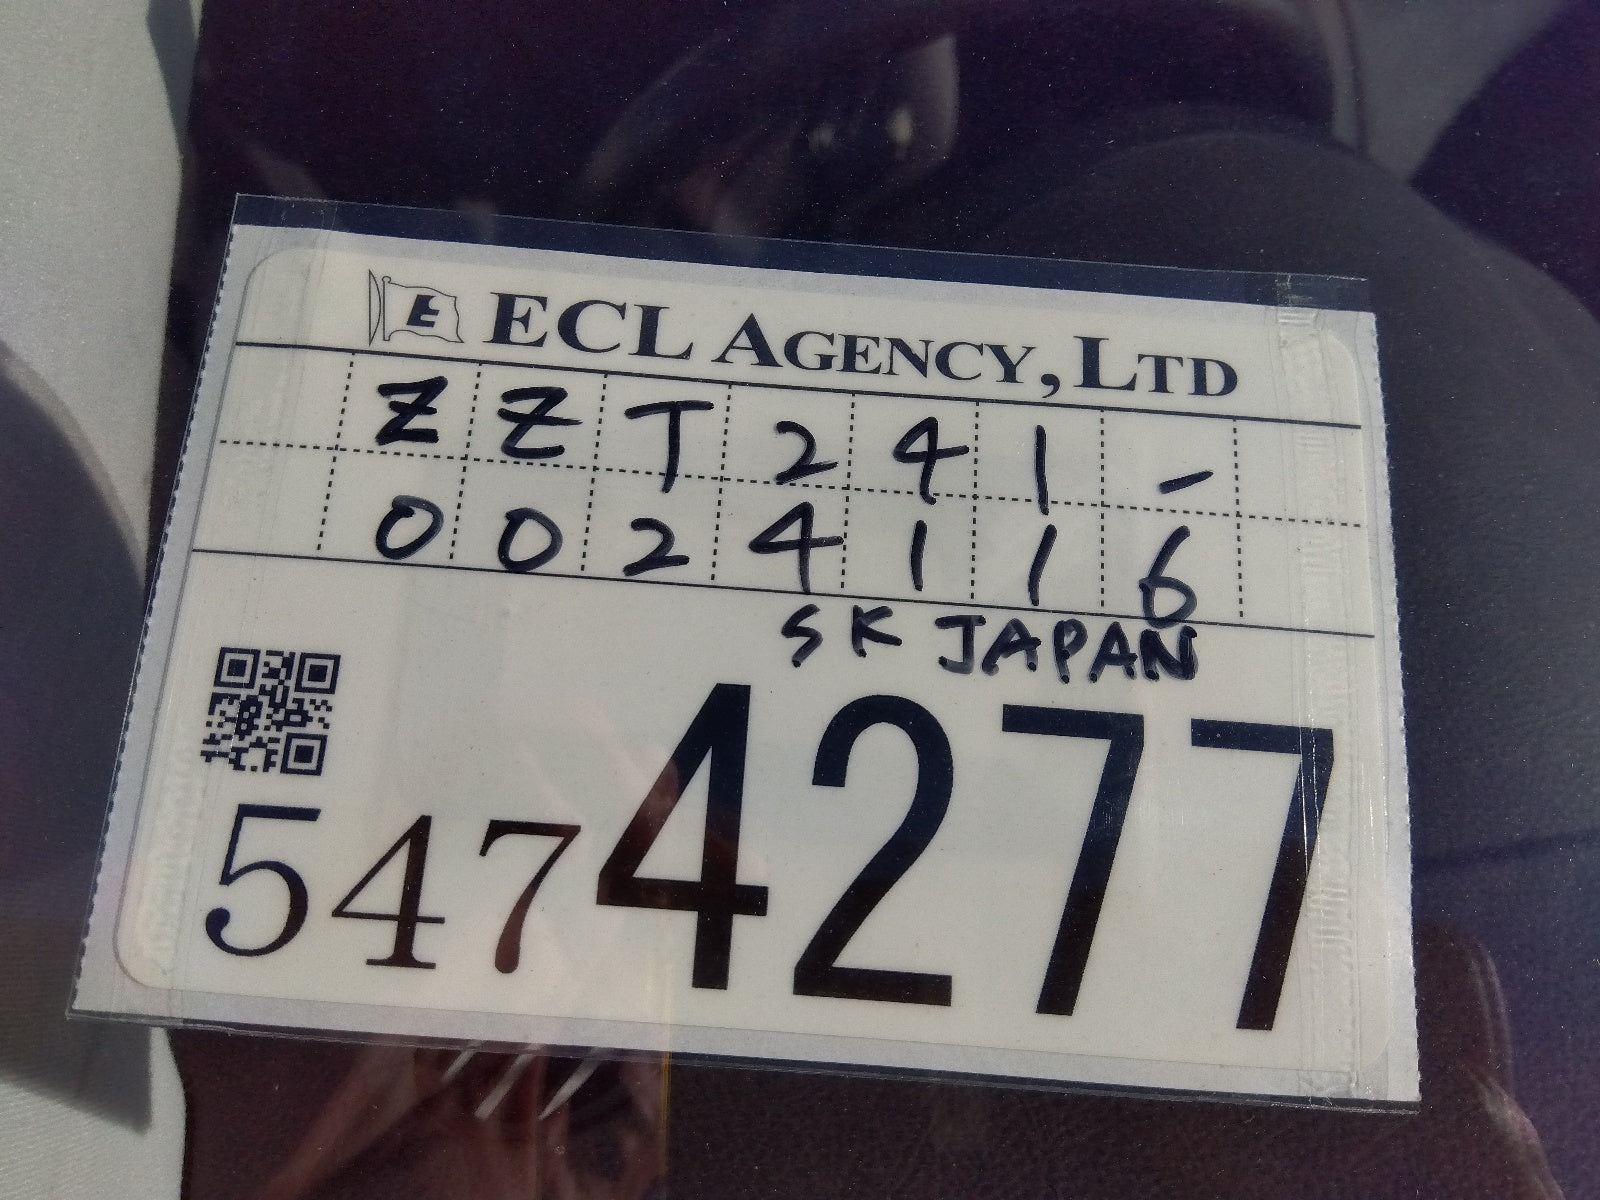 E ECL AGENCY, LTD
ZZT241-
0024116
SK JAPAN
5474277